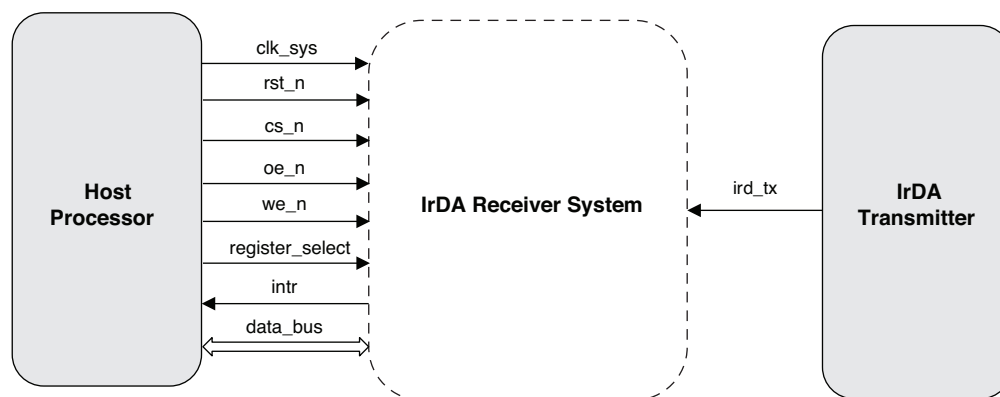 Host
Processor
clk_sys
rst_n
cs_n
oe_n
we_n
register_select
intr
data_bus
IrDA Receiver System
ird_tx
IrDA
Transmitter